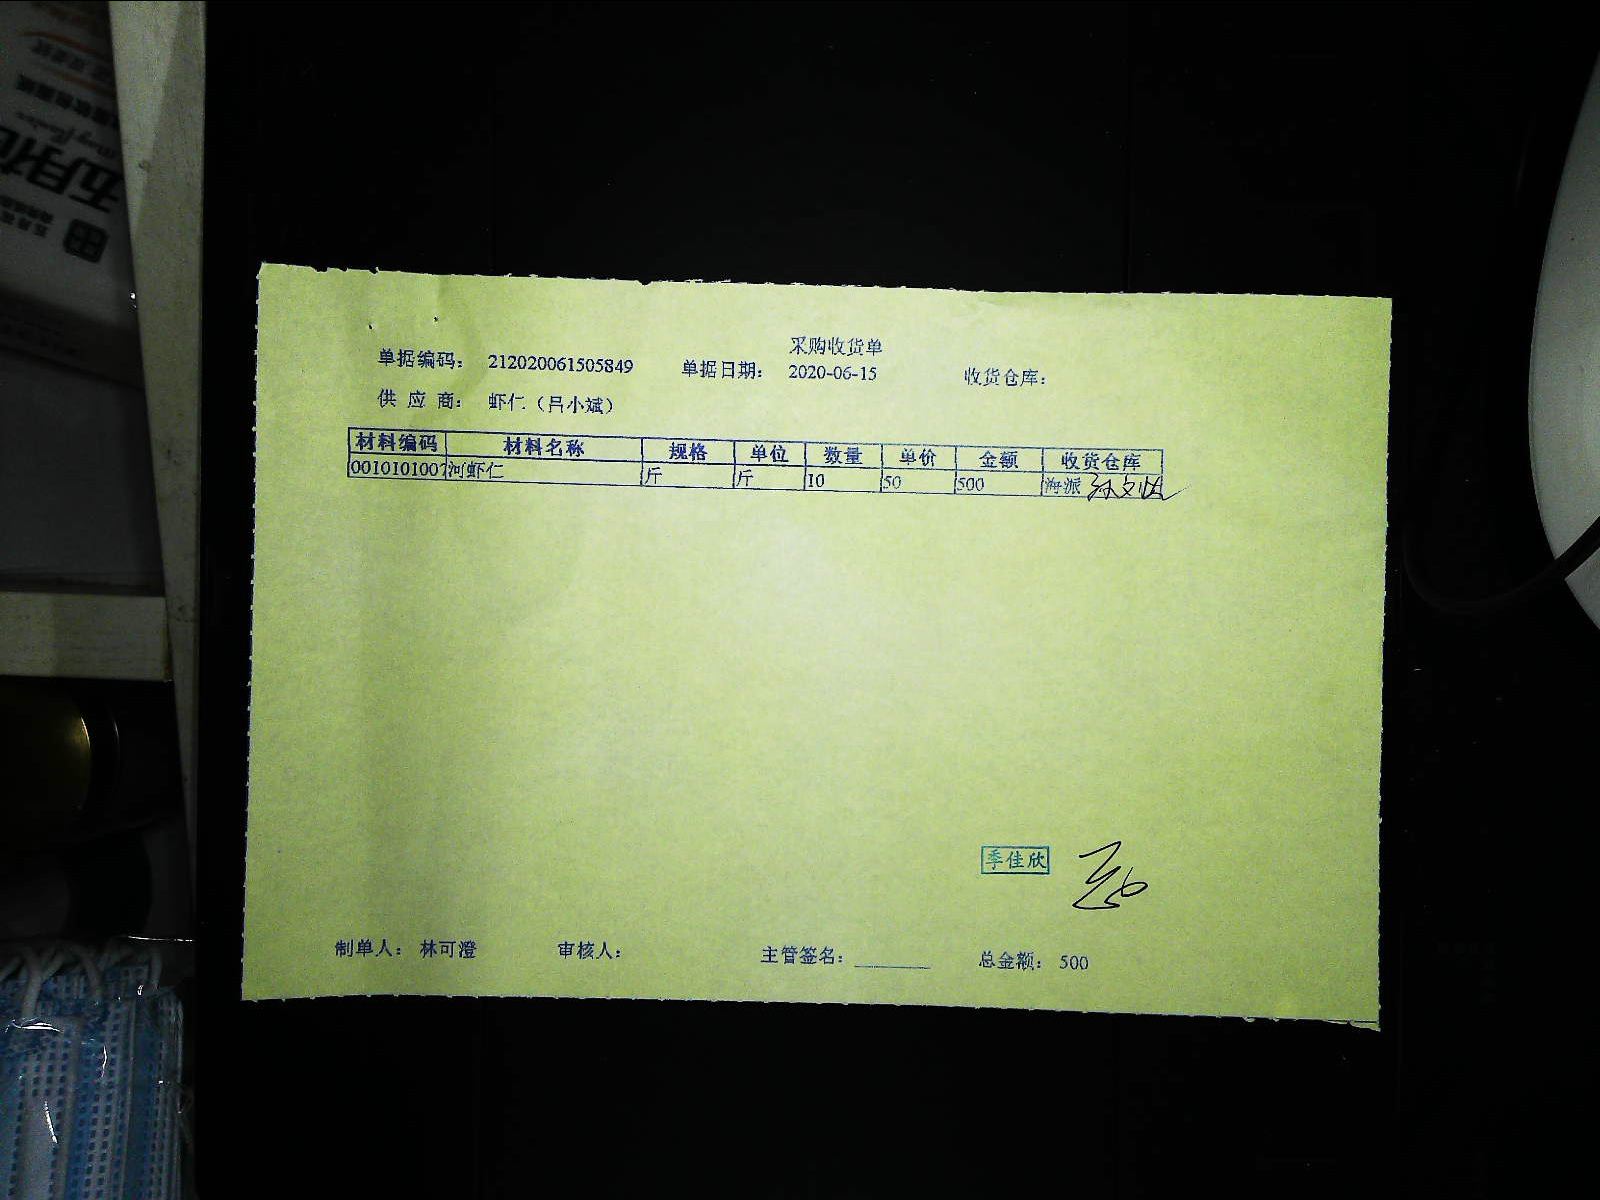 采购收货单
单据编码： 212020061505849 单据日期： 2020-06-15 收货仓库：
供 应 商： 虾仁（吕小斌）
材料编码 材料名称 规格 单位 数量 单价 金额 收货仓库
0010101007 河虾仁 斤 斤 10 50 500 海派
季佳欣
制单人： 林可澄 审核人： 主管签名：________ 总金额： 500
五月花